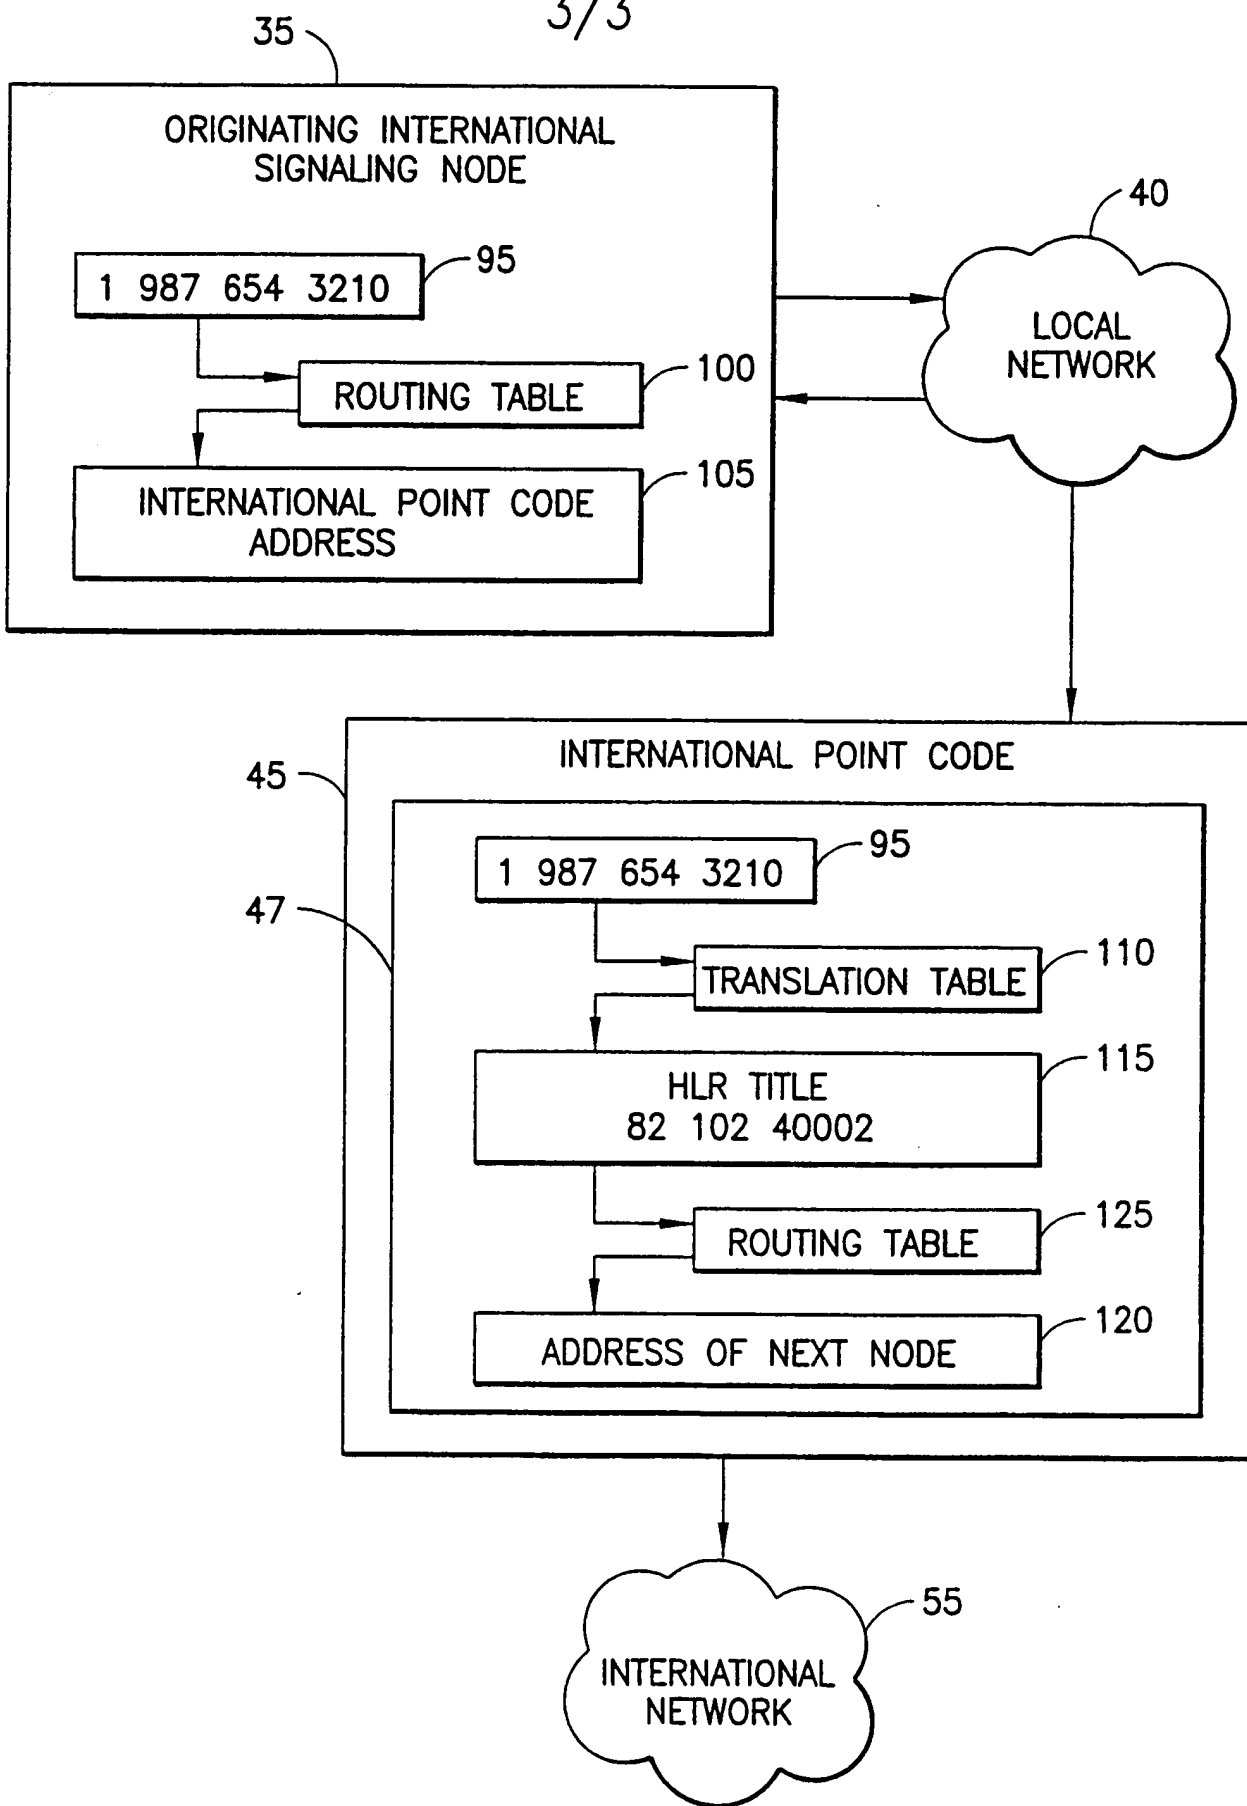 3/3
35
ORIGINATING INTERNATIONAL
SIGNALING NODE
40
95
1 987 654 3210
LOCAL
NETWORK
100
ROUTING TABLE
105
INTERNATIONAL POINT CODE
ADDRESS
INTERNATIONAL POINT CODE
45
95
1 987 654 3210
47
110
TRANSLATION TABLE
115
HLR TITLE
82 102 40002
125
ROUTING TABLE
120
ADDRESS OF NEXT NODE
55
INTERNATIONAL
NETWORK